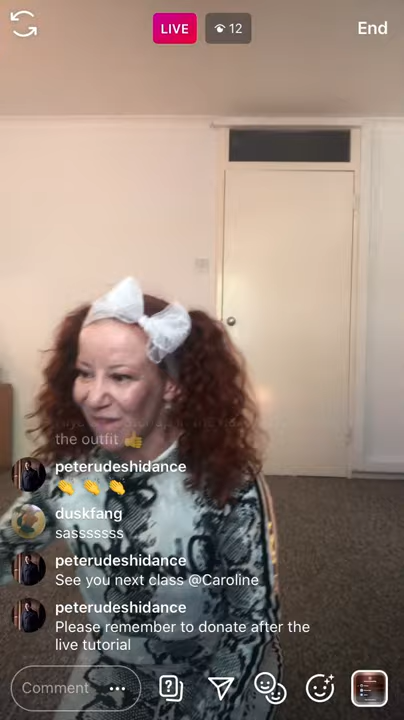 LIVE
12
End
the outfit 👍
peterudeshidance
👏 👏 👏
duskfang
sasssssss
peterudeshidance
See you next class @Caroline
peterudeshidance
Please remember to donate after the
live tutorial
Comment